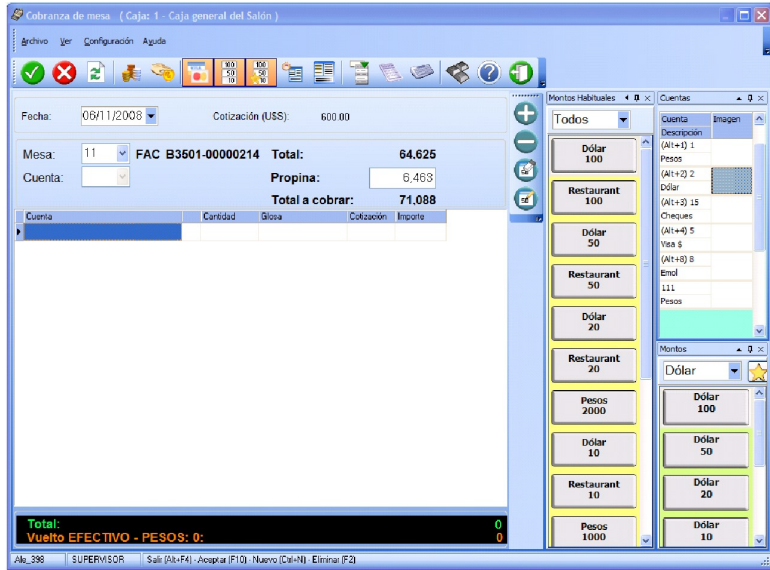 Cobranza de mesa ( Caja: 1 - Caja general del Salón )
Archivo Ver Configuración Ayuda
Fecha: 06/11/2008 Cotización (U$S): 600.00
Mesa: 11 FAC B3501-00000214 Total: 64.625
Cuenta: Propina: 6,463
Total a cobrar: 71.088
Cuenta Cantidad Glosa Cotización Importe
Total: 0
Vuelto EFECTIVO - PESOS: 0: 0
Montos Habituales
Todos
Dólar
100
Restaurant
100
Dólar
50
Restaurant
50
Dólar
20
Restaurant
20
Pesos
2000
Dólar
10
Restaurant
10
Pesos
1000
Cuentas
Cuenta Imagen
Descripción
(Alt+1) 1
Pesos
(Alt+2) 2
Dólar
(Alt+3) 15
Cheques
(Alt+4) 5
Visa $
(Alt+8) 8
Emol
111
Pesos
Montos
Dólar
Dólar
100
Dólar
50
Dólar
20
Dólar
10
Ale_398 SUPERVISOR Salir (Alt+F4) - Aceptar (F10) - Nuevo (Ctrl+N) - Eliminar (F2)